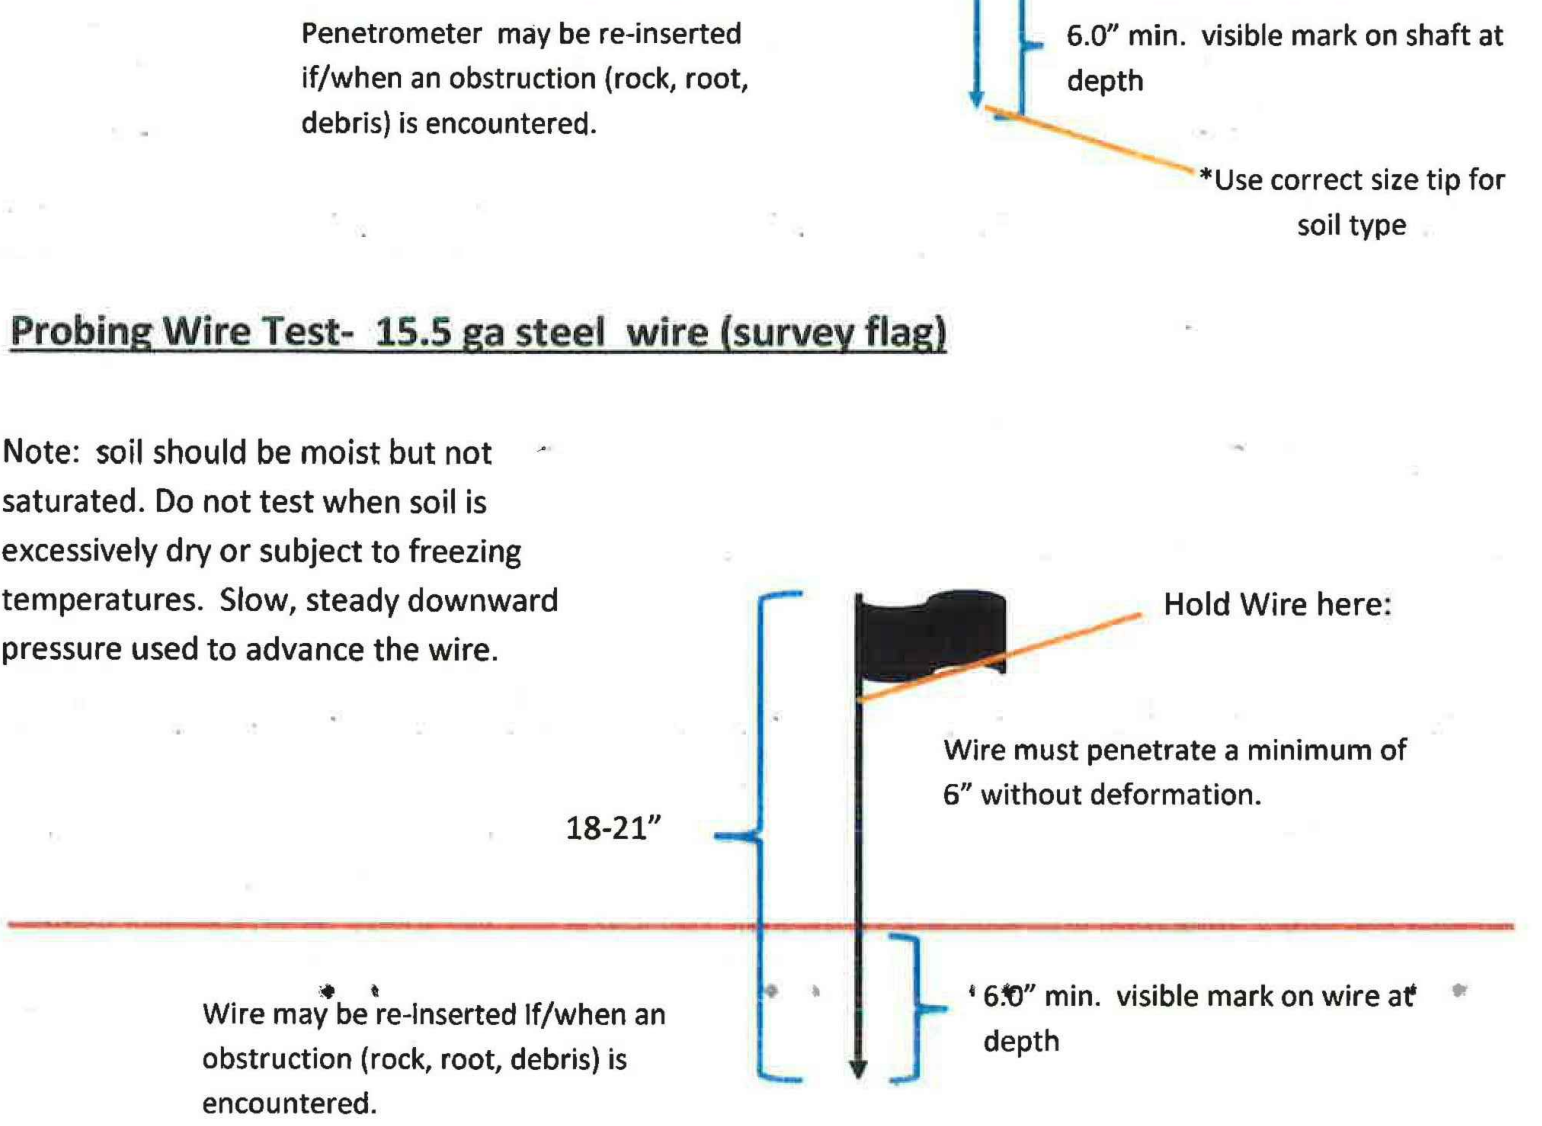 Penetrometer may be re-inserted
if/when an obstruction (rock, root,
debris) is encountered.
6.0” min. visible mark on shaft at
depth
*Use correct size tip for
soil type
Probing Wire Test- 15.5 ga steel wire (survey flag)
Note: soil should be moist but not
saturated. Do not test when soil is
excessively dry or subject to freezing
temperatures. Slow, steady downward
pressure used to advance the wire.
Hold Wire here:
Wire must penetrate a minimum of
6” without deformation.
18-21”
6.0” min. visible mark on wire at
depth
Wire may be re-inserted if/when an
obstruction (rock, root, debris) is
encountered.